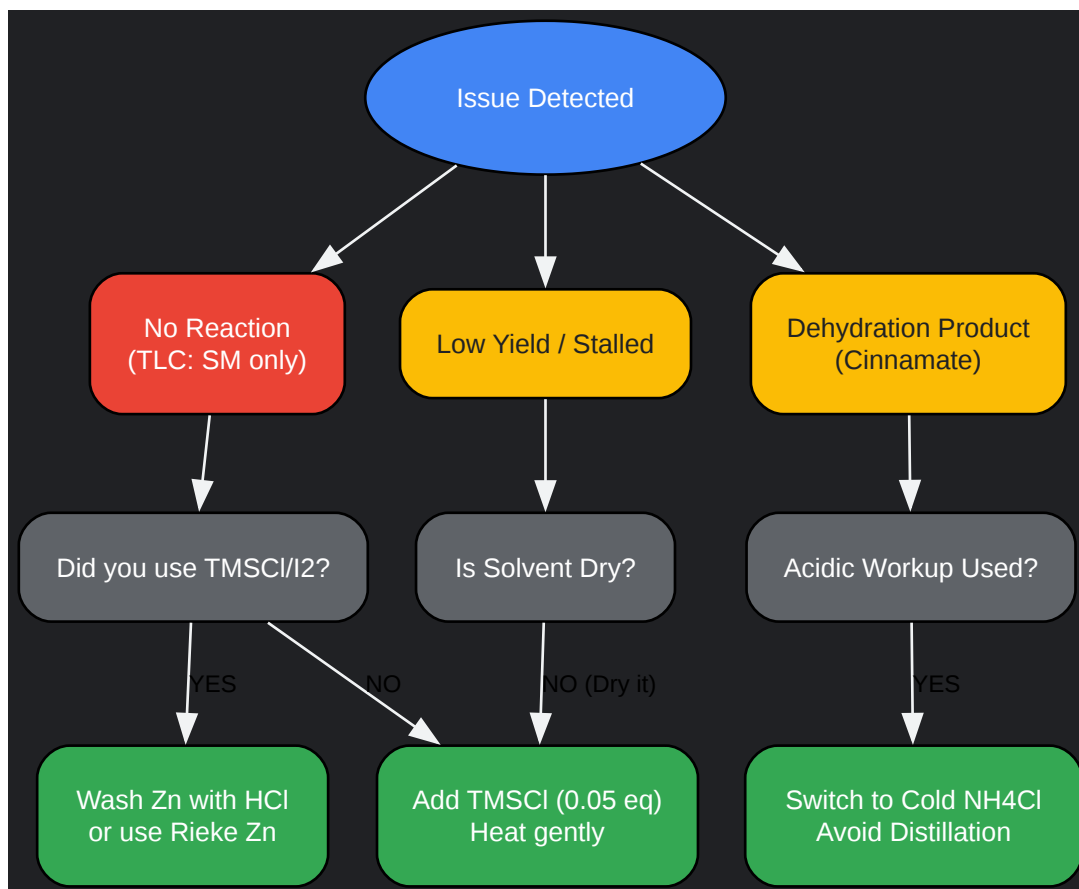 Issue Detected
No Reaction
(TLC: SM only)
Low Yield / Stalled
Dehydration Product
(Cinnamate)
Did you use TMSCl/I2?
Is Solvent Dry?
Acidic Workup Used?
YES
NO
NO (Dry it)
YES
Wash Zn with HCl
or use Rieke Zn
Add TMSCl (0.05 eq)
Heat gently
Switch to Cold NH4Cl
Avoid Distillation